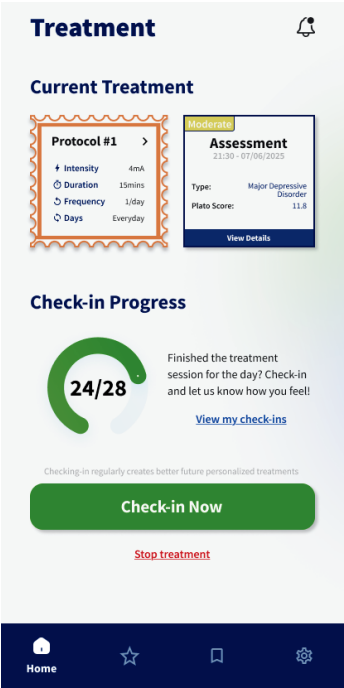 Treatment
Current Treatment
Protocol #1
Intensity 4mA
Duration 15mins
Frequency 1/day
Days Everyday
Moderate
Assessment
21:30 - 07/06/2025
Type: Major Depressive
Disorder
Plato Score: 11.8
View Details
Check-in Progress
24/28
Finished the treatment
session for the day? Check-in
and let us know how you feel!
View my check-ins
Checking-in regularly creates better future personalized treatments
Check-in Now
Stop treatment
Home